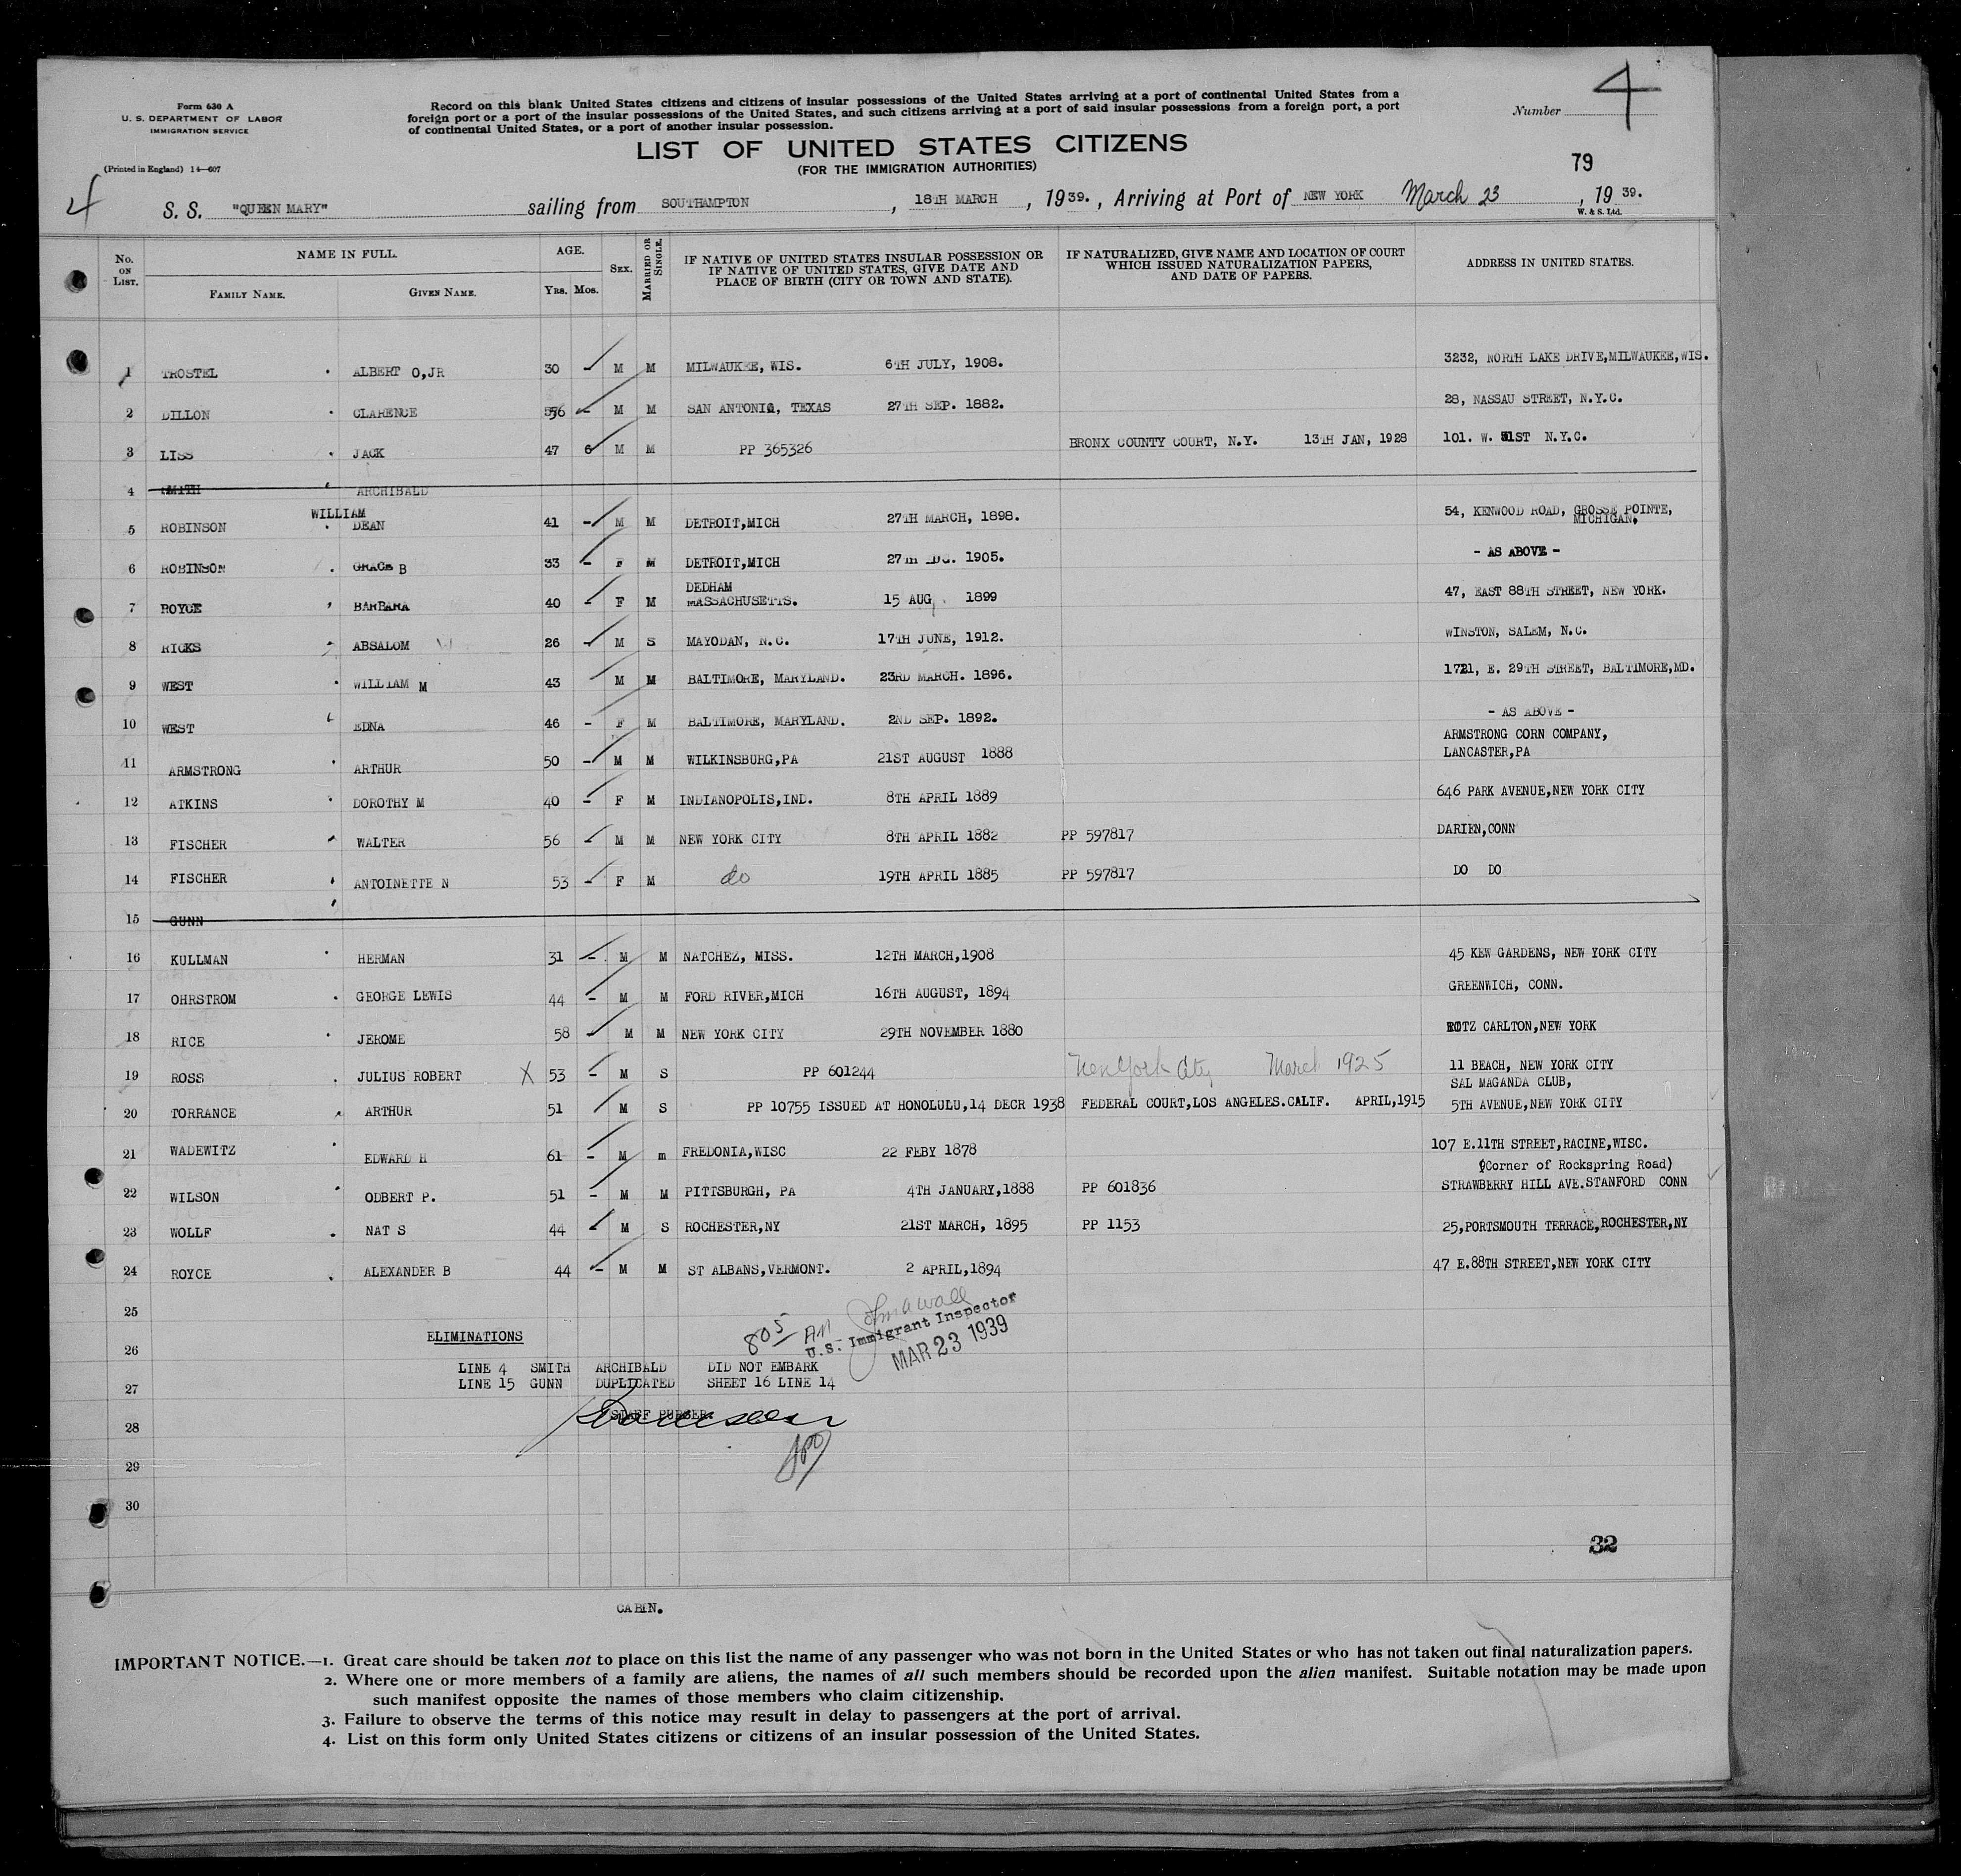 4
Form 630 A
U. S. DEPARTMENT OF LABOR
IMMIGRATION SERVICE
(Printed in England) 14—607
Record on this blank United States citizens and citizens of insular possessions of the United States arriving at a port of continental United States from a
foreign port or a port of the insular possessions of the United States, and such citizens arriving at a port of said insular possessions from a foreign port, a port
of continental United States, or a port of another insular possession.
Number
LIST OF UNITED STATES CITIZENS
(FOR THE IMMIGRATION AUTHORITIES)
79
4
S. S. "QUEEN MARY" sailing from SOUTHAMPTON, 18TH MARCH, 1939., Arriving at Port of NEW YORK March 23, 1939.
W. & S. Ltd.
No. ON LIST. NAME IN FULL. FAMILY NAME. GIVEN NAME. AGE. YRS. MOS. SEX. MARRIED OR SINGLE. IF NATIVE OF UNITED STATES INSULAR POSSESSION OR IF NATIVE OF UNITED STATES, GIVE DATE AND PLACE OF BIRTH (CITY OR TOWN AND STATE). IF NATURALIZED, GIVE NAME AND LOCATION OF COURT WHICH ISSUED NATURALIZATION PAPERS, AND DATE OF PAPERS. ADDRESS IN UNITED STATES.
1 TROSTEL ALBERT O,JR 30 - M M MILWAUKEE, WIS. 6TH JULY, 1908. 3232, NORTH LAKE DRIVE,MILWAUKEE,WIS.
2 DILLON CLARENCE 56 - M M SAN ANTONIO, TEXAS 27TH SEP. 1882. 28, NASSAU STREET, N.Y.C.
3 LISS JACK 47 6 M M PP 365326 BRONX COUNTY COURT, N.Y. 13TH JAN, 1928 101. W. 81ST N.Y.C.
4 SMITH ARCHIBALD
WILLIAM
5 ROBINSON DEAN 41 - M M DETROIT,MICH 27TH MARCH, 1898. 54, KENWOOD ROAD, GROSSE POINTE,
MICHIGAN.
6 ROBINSON GRACE B 33 - F M DETROIT,MICH 27TH 1905. - AS ABOVE -
DEDHAM
7 ROYCE BARBARA 40 - F M MASSACHUSETTS. 15 AUG. 1899 47, EAST 88TH STREET, NEW YORK.
8 RICKS ABSALOM W 26 - M S MAYODAN, N.C. 17TH JUNE, 1912. WINSTON, SALEM, N.C.
9 WEST WILLIAM M 43 M M BALTIMORE, MARYLAND. 23RD MARCH. 1896. 1721, E. 29TH STREET, BALTIMORE,MD.
10 WEST EDNA 46 - F M BALTIMORE, MARYLAND. 2ND SEP. 1892. - AS ABOVE -
ARMSTRONG CORN COMPANY,
11 ARMSTRONG ARTHUR 50 - M M WILKINSBURG,PA 21ST AUGUST 1888 LANCASTER,PA
12 ATKINS DOROTHY M 40 - F M INDIANOPOLIS,IND. 8TH APRIL 1889 646 PARK AVENUE,NEW YORK CITY
13 FISCHER WALTER 56 - M M NEW YORK CITY 8TH APRIL 1882 PP 597817 DARIEN,CONN
14 FISCHER ANTOINETTE N 53 - F M do 19TH APRIL 1885 PP 597817 DO DO
15 GUNN
16 KULLMAN HERMAN 31 - M M NATCHEZ, MISS. 12TH MARCH,1908 45 KEW GARDENS, NEW YORK CITY
17 OHRSTROM GEORGE LEWIS 44 - M M FORD RIVER,MICH 16TH AUGUST, 1894 GREENWICH, CONN.
18 RICE JEROME 58 - M M NEW YORK CITY 29TH NOVEMBER 1880 RITZ CARLTON,NEW YORK
19 ROSS JULIUS ROBERT X 53 - M S PP 601244 New York City March 1925 11 BEACH, NEW YORK CITY
SAL MAGANDA CLUB,
20 TORRANCE ARTHUR 51 M S PP 10755 ISSUED AT HONOLULU,14 DECR 1938 FEDERAL COURT,LOS ANGELES.CALIF. APRIL,1915 5TH AVENUE,NEW YORK CITY
21 WADEWITZ EDWARD H 61 - M m FREDONIA,WISC 22 FEBY 1878 107 E.11TH STREET,RACINE,WISC.
(Corner of Rockspring Road)
22 WILSON ODBERT P. 51 - M M PITTSBURGH, PA 4TH JANUARY,1888 PP 601836 STRAWBERRY HILL AVE.STANFORD CONN
23 WOLLF NAT S 44 - M S ROCHESTER,NY 21ST MARCH, 1895 PP 1153 25,PORTSMOUTH TERRACE,ROCHESTER,NY
24 ROYCE ALEXANDER B 44 - M M ST ALBANS,VERMONT. 2 APRIL,1894 47 E.88TH STREET,NEW YORK CITY
25
805 AM
U.S. Immigrant Inspector
MAR 23 1939
ELIMINATIONS
26
LINE 4 SMITH ARCHIBALD DID NOT EMBARK
27 LINE 15 GUNN DUPLICATED SHEET 16 LINE 14
STAFF PURSER
28
29
30
32
CABIN.
IMPORTANT NOTICE.—1. Great care should be taken not to place on this list the name of any passenger who was not born in the United States or who has not taken out final naturalization papers.
2. Where one or more members of a family are aliens, the names of all such members should be recorded upon the alien manifest. Suitable notation may be made upon
such manifest opposite the names of those members who claim citizenship.
3. Failure to observe the terms of this notice may result in delay to passengers at the port of arrival.
4. List on this form only United States citizens or citizens of an insular possession of the United States.